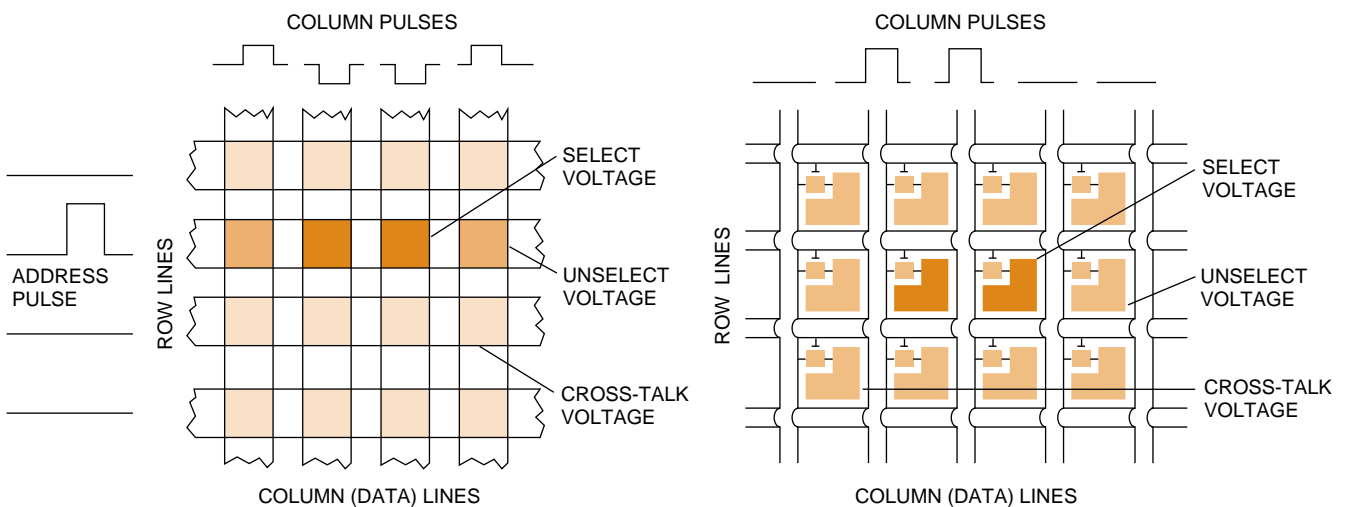 COLUMN PULSES
SELECT
VOLTAGE
UNSELECT
VOLTAGE
CROSS-TALK
VOLTAGE
ADDRESS
PULSE
ROW LINES
COLUMN (DATA) LINES
COLUMN PULSES
SELECT
VOLTAGE
UNSELECT
VOLTAGE
CROSS-TALK
VOLTAGE
ROW LINES
COLUMN (DATA) LINES